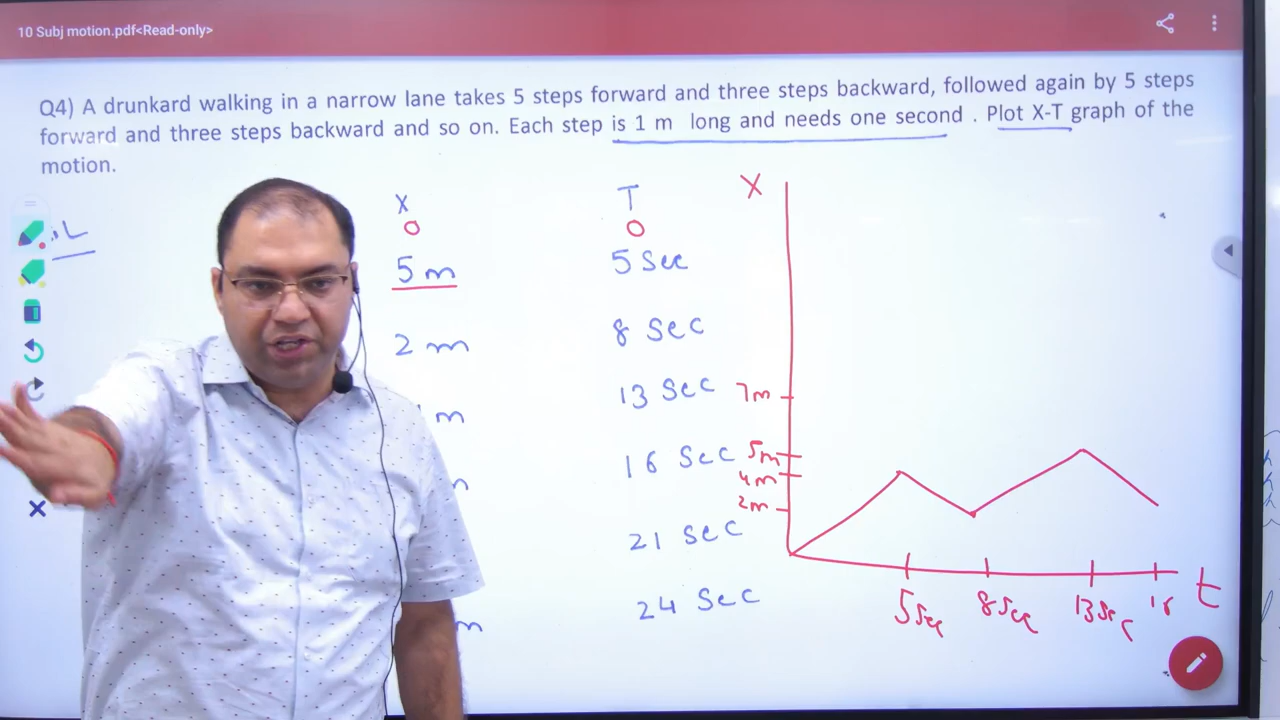 10 Subj motion.pdf<Read-only>
Q4) A drunkard walking in a narrow lane takes 5 steps forward and three steps backward, followed again by 5 steps
forward and three steps backward and so on. Each step is 1 m long and needs one second . Plot X-T graph of the
motion.
X T X
0 0
5 m 5 Sec
2 m 8 Sec
m 13 Sec 7m
16 Sec 5m
m 4m
2m
21 Sec
m 24 Sec
5 Sec 8 Sec 13 Sec 16 t